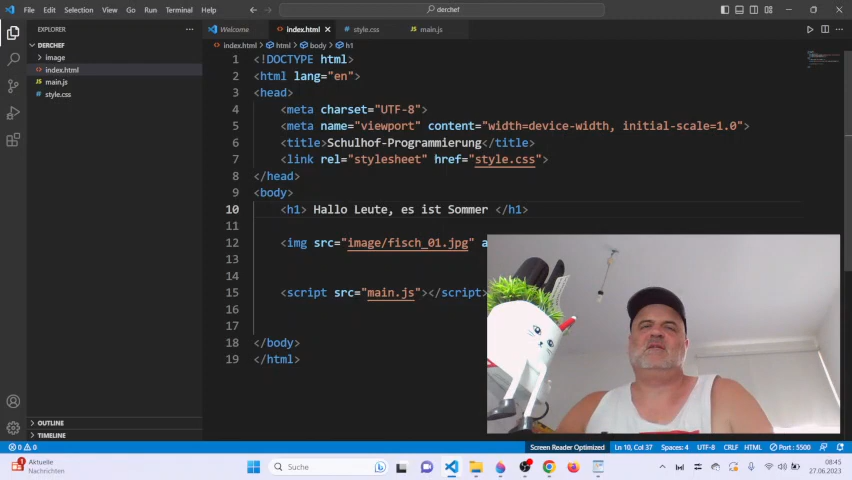 File Edit Selection View Go Run Terminal Help
derchef
EXPLORER
Welcome
index.html
style.css
main.js
DERCHEF
index.html > html > body > h1
image
index.html
main.js
style.css
1 <!DOCTYPE html>
2 <html lang="en">
3 <head>
4 <meta charset="UTF-8">
5 <meta name="viewport" content="width=device-width, initial-scale=1.0">
6 <title>Schulhof-Programmierung</title>
7 <link rel="stylesheet" href="style.css">
8 </head>
9 <body>
10 <h1> Hallo Leute, es ist Sommer </h1>
11
12 <img src="image/fisch_01.jpg" a
13
14
15 <script src="main.js"></script>
16
17
18 </body>
19 </html>
OUTLINE
TIMELINE
0 0
Screen Reader Optimized
Ln 10, Col 37
Spaces: 4
UTF-8
CRLF
HTML
Port : 5500
1
Aktuelle
Nachrichten
Suche
08:45
27.06.2023